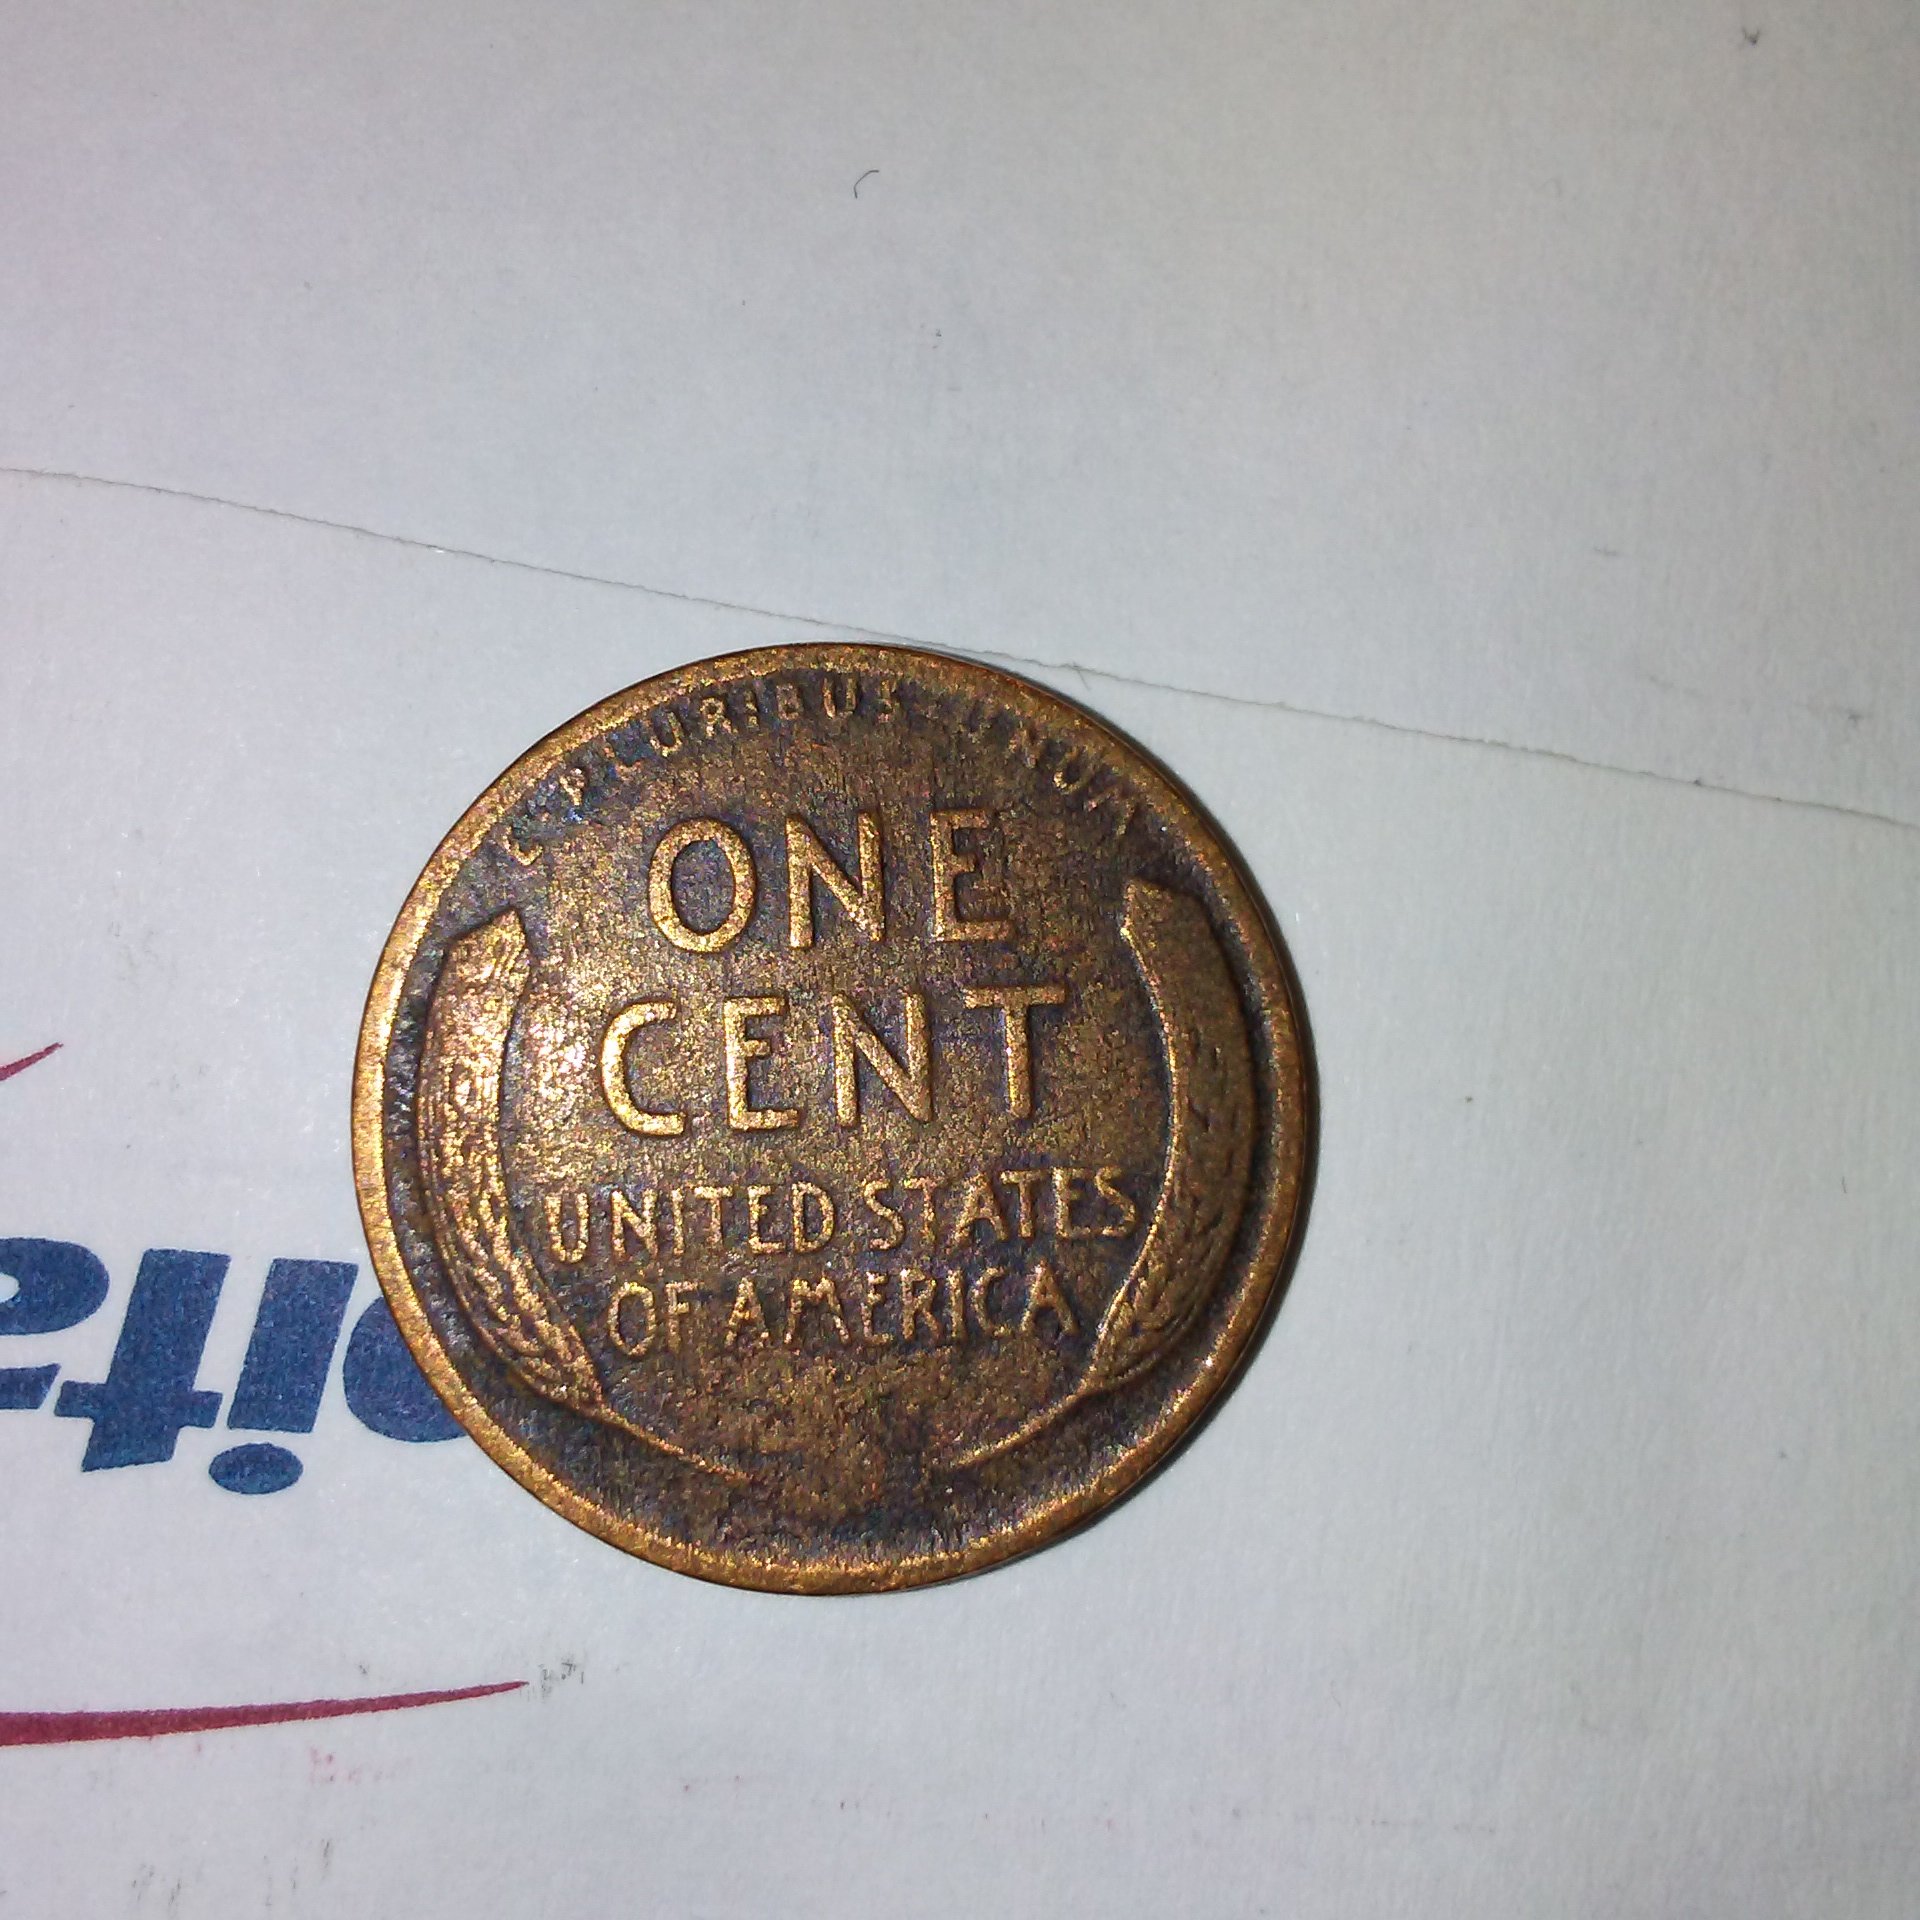 E PLURIBUS UNUM
ONE
CENT
UNITED STATES
OF AMERICA